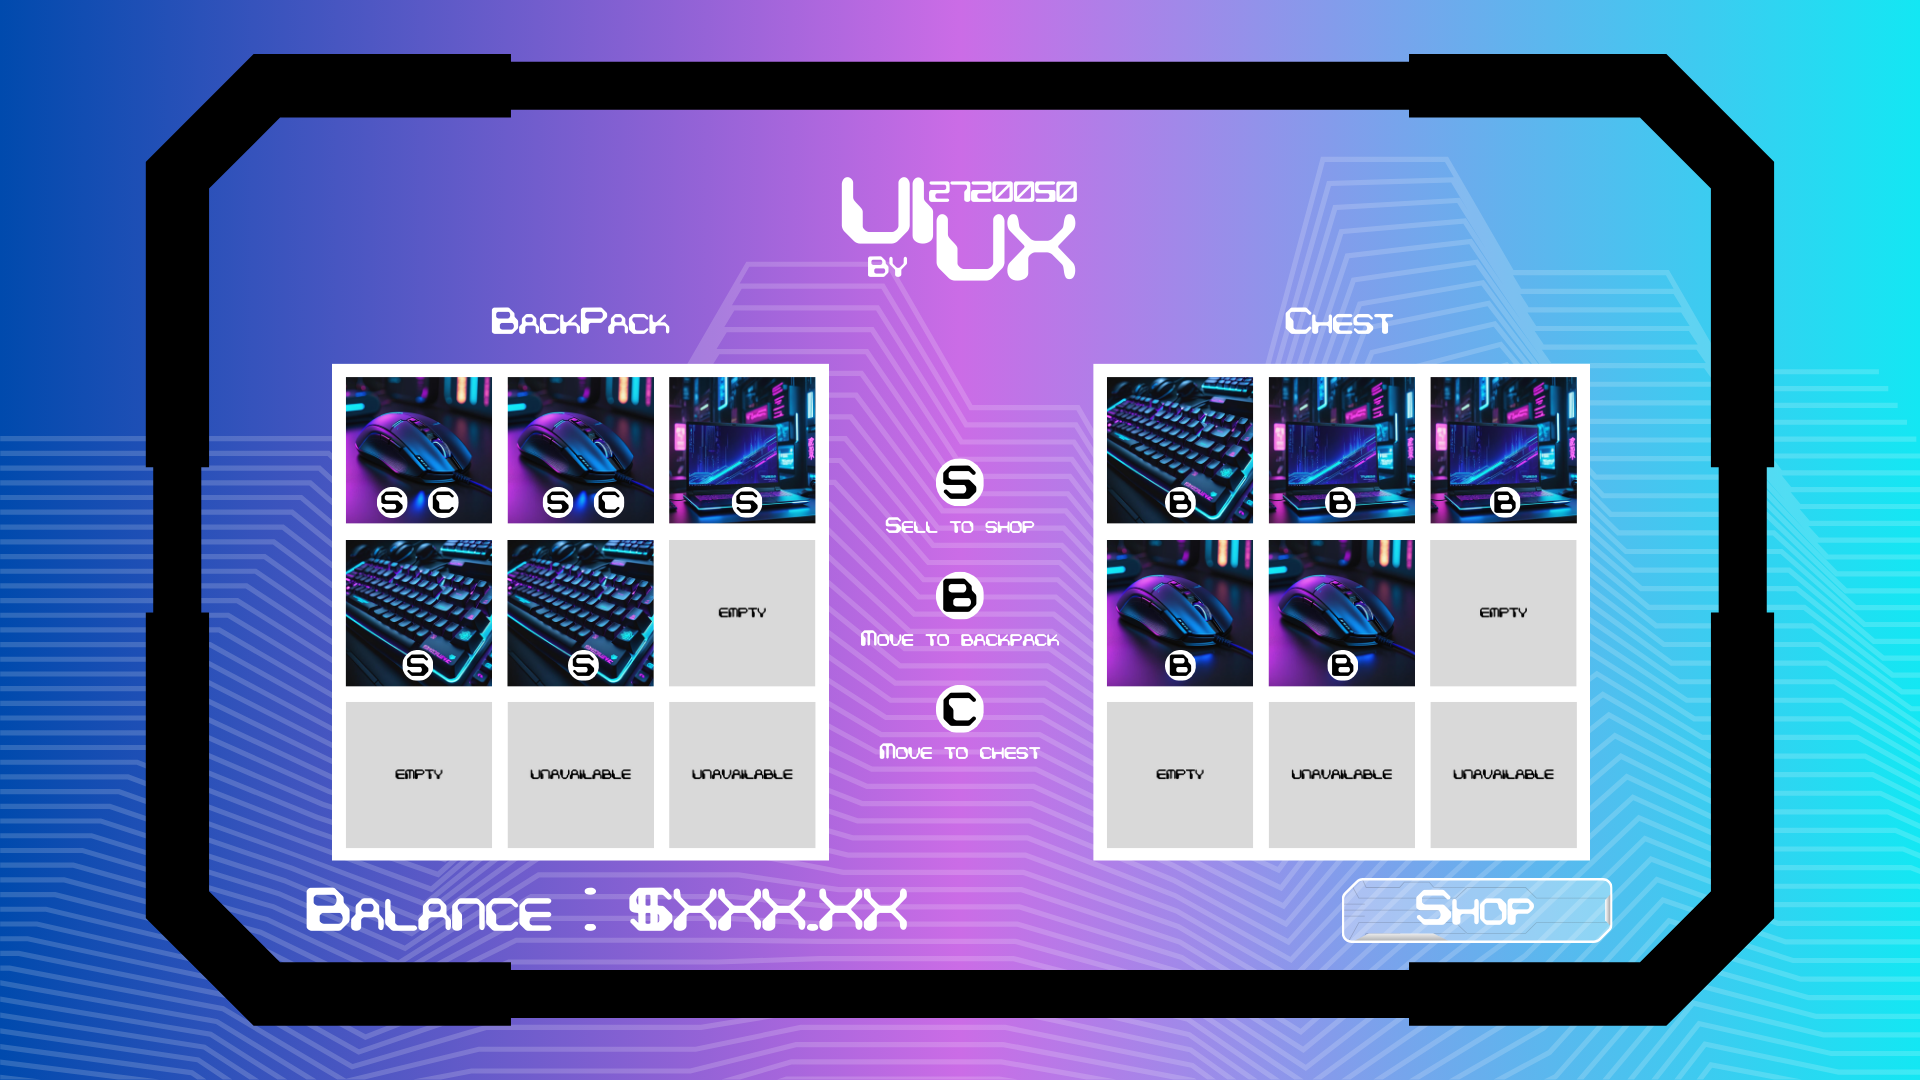 UI 2720050
BY UX
BackPack
Chest
S C
S C
S
B
B
B
S
Sell to shop
S
S
EMPTY
B
B
EMPTY
B
Move to backpack
C
Move to chest
EMPTY
UNAVAILABLE
UNAVAILABLE
EMPTY
UNAVAILABLE
UNAVAILABLE
Balance : $XXX.XX
Shop